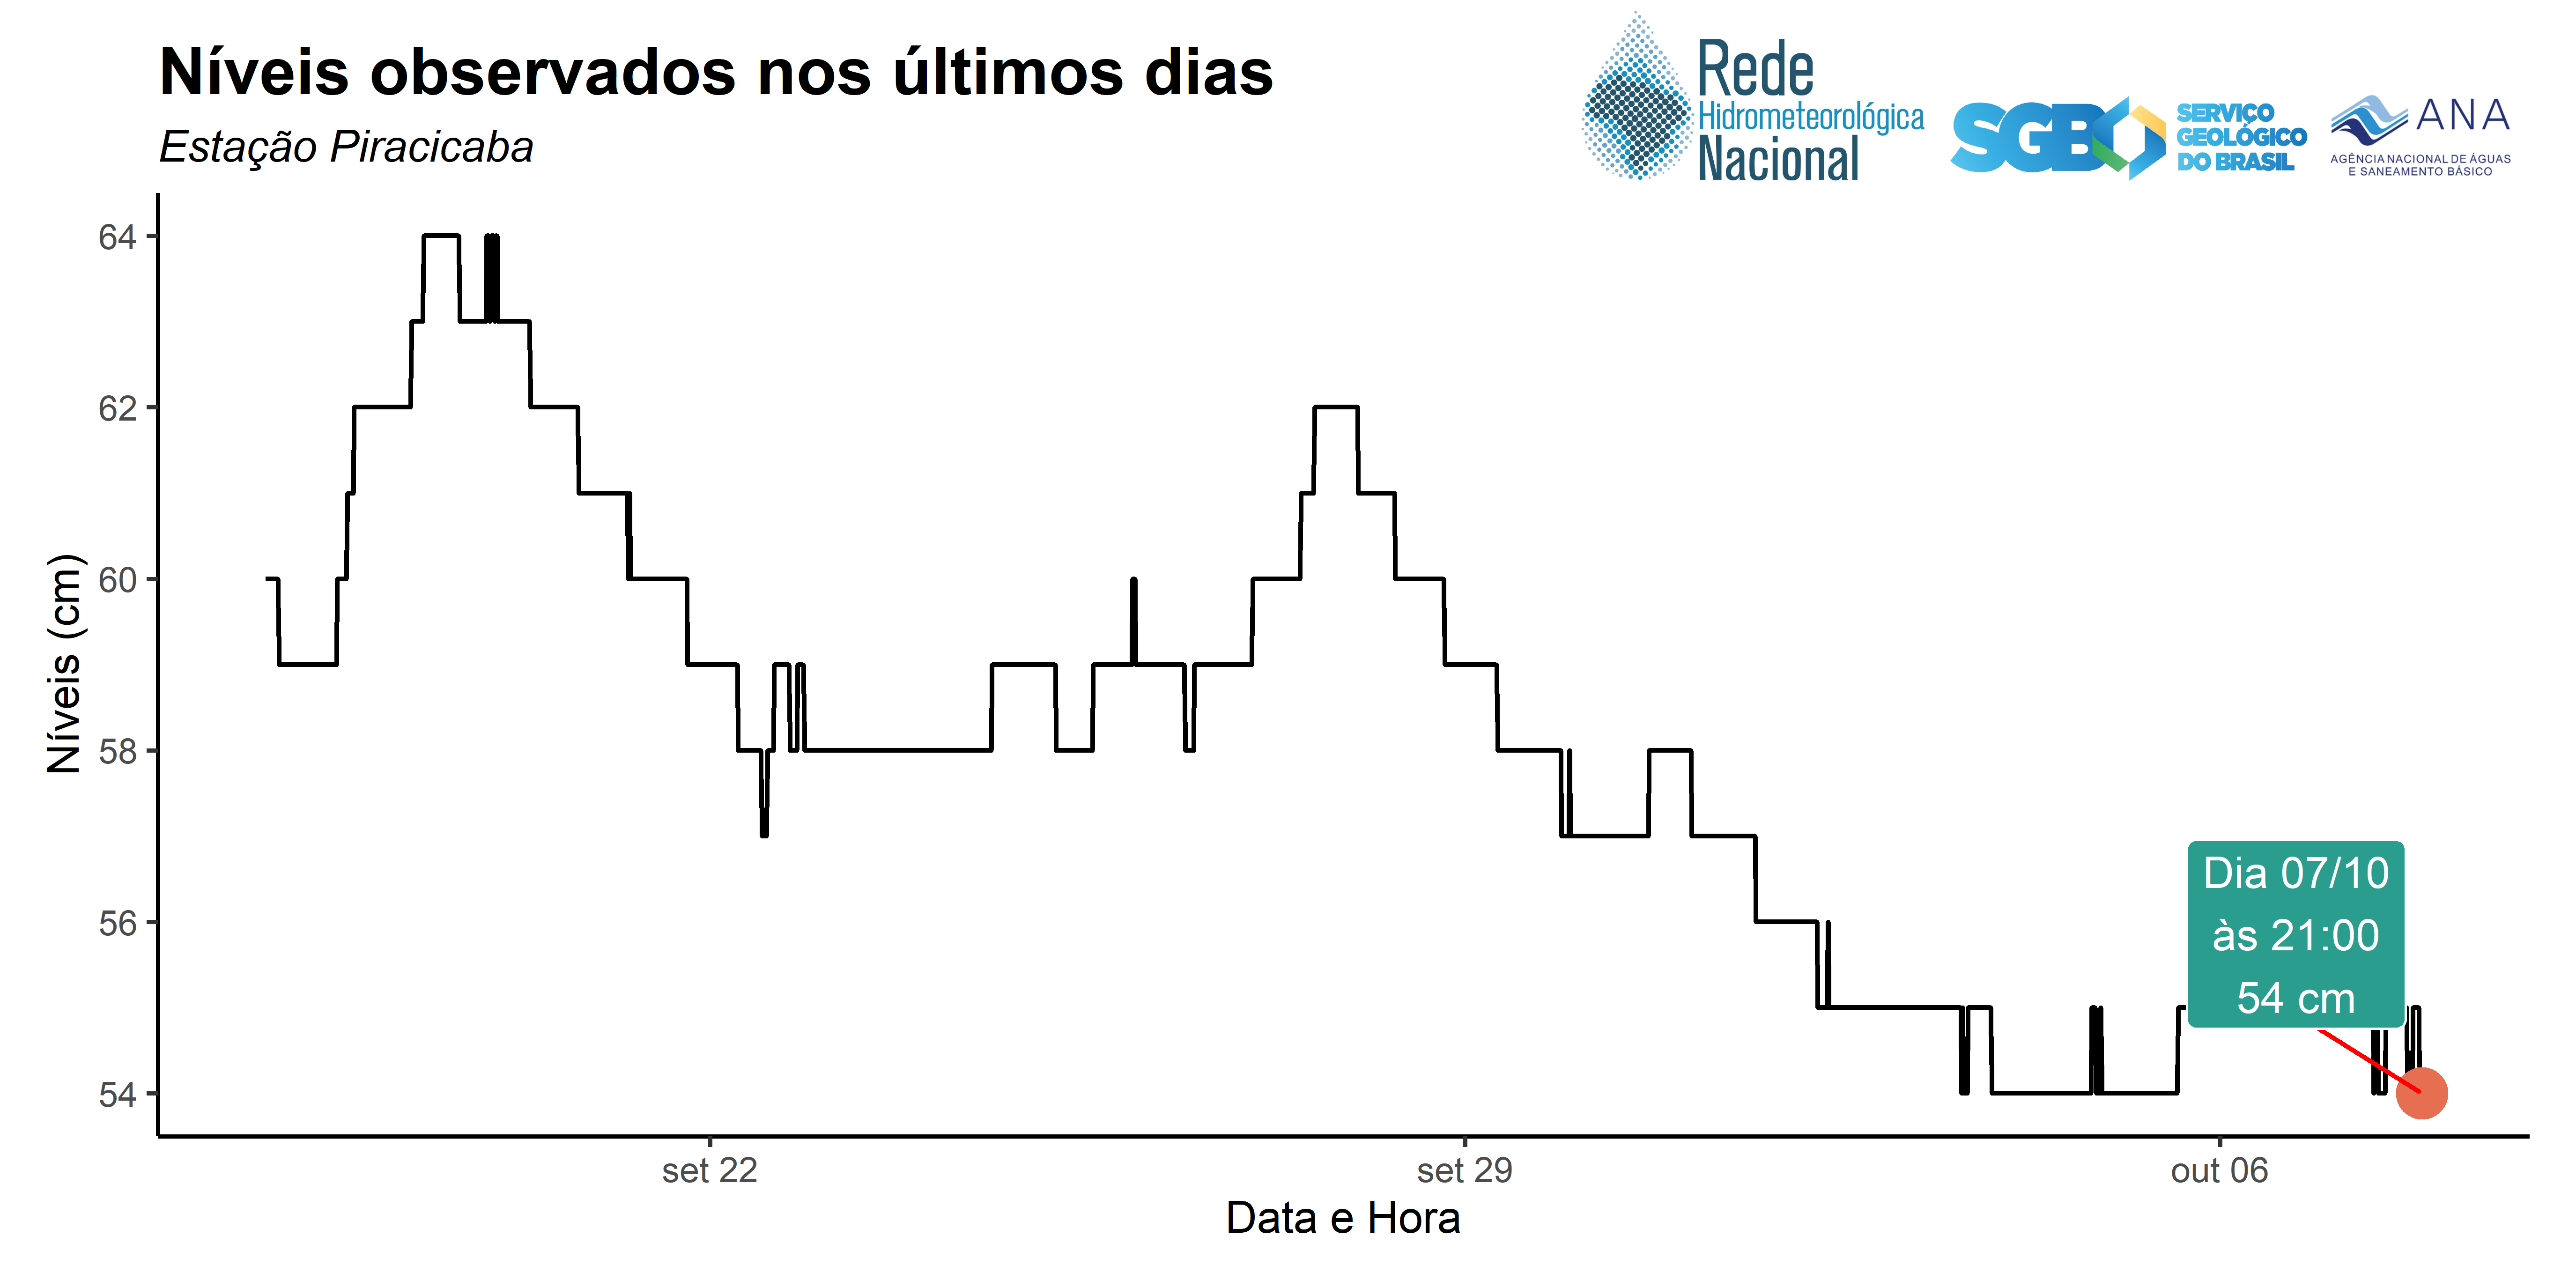 Níveis observados nos últimos dias
Estação Piracicaba
Rede
Hidrometeorológica
Nacional
SGB
SERVIÇO
GEOLÓGICO
DO BRASIL
ANA
AGÊNCIA NACIONAL DE ÁGUAS
E SANEAMENTO BÁSICO
Níveis (cm)
64
62
60
58
56
54
Dia 07/10
às 21:00
54 cm
set 22
set 29
out 06
Data e Hora